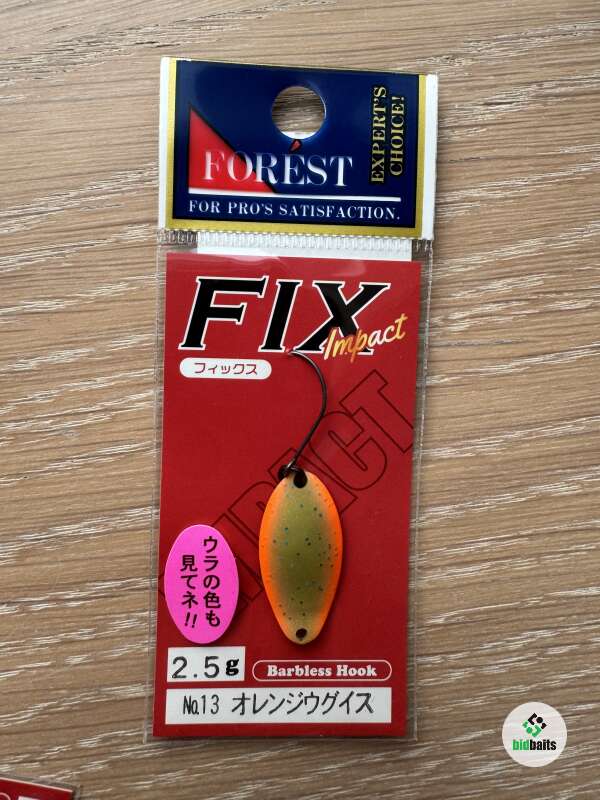 FORÉST
EXPERT'S
CHOICE!
FOR PRO'S SATISFACTION.
FIX
Impact
フィックス
IMPACT
ウラの色も
見てネ!!
2.5g
Barbless Hook
No.13 オレンジウグイス
bidbaits